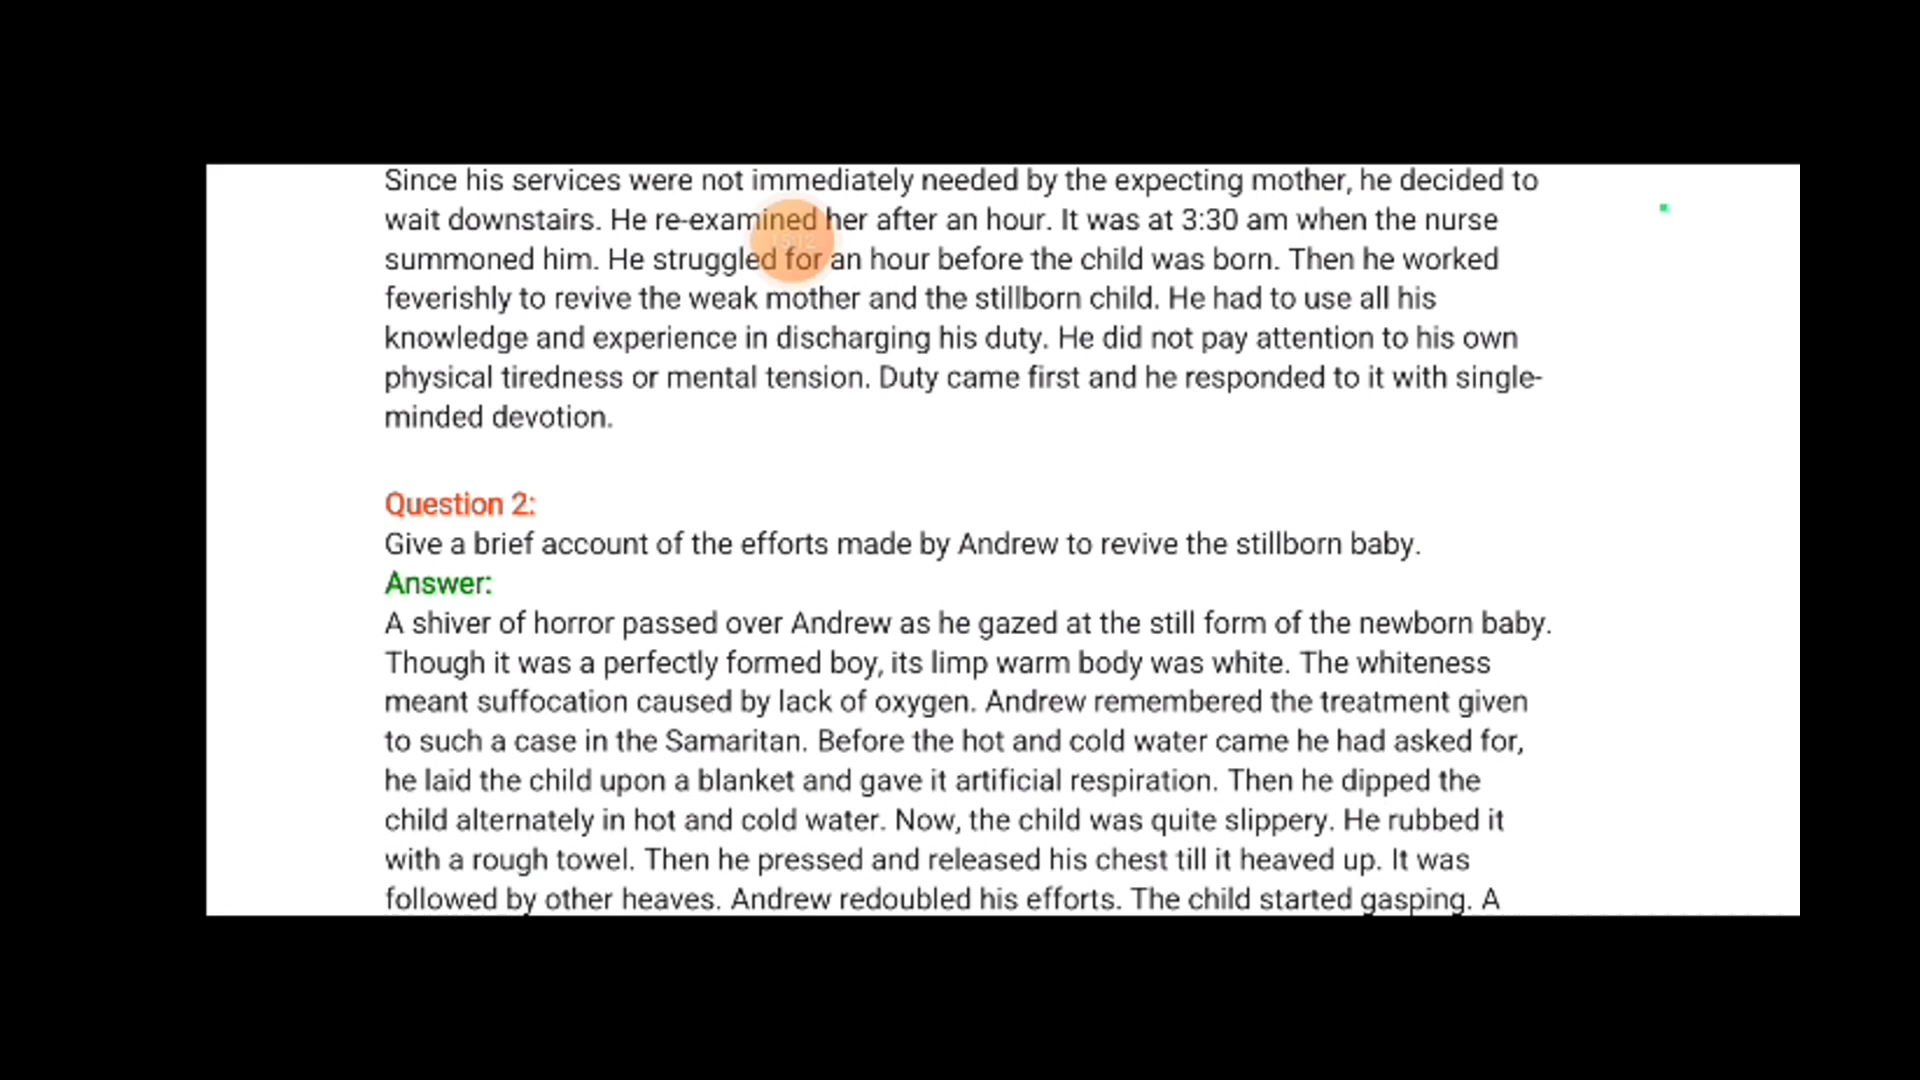 Since his services were not immediately needed by the expecting mother, he decided to
wait downstairs. He re-examined her after an hour. It was at 3:30 am when the nurse
summoned him. He struggled for an hour before the child was born. Then he worked
feverishly to revive the weak mother and the stillborn child. He had to use all his
knowledge and experience in discharging his duty. He did not pay attention to his own
physical tiredness or mental tension. Duty came first and he responded to it with single-
minded devotion.
Question 2:
Give a brief account of the efforts made by Andrew to revive the stillborn baby.
Answer:
A shiver of horror passed over Andrew as he gazed at the still form of the newborn baby.
Though it was a perfectly formed boy, its limp warm body was white. The whiteness
meant suffocation caused by lack of oxygen. Andrew remembered the treatment given
to such a case in the Samaritan. Before the hot and cold water came he had asked for,
he laid the child upon a blanket and gave it artificial respiration. Then he dipped the
child alternately in hot and cold water. Now, the child was quite slippery. He rubbed it
with a rough towel. Then he pressed and released his chest till it heaved up. It was
followed by other heaves. Andrew redoubled his efforts. The child started gasping. A